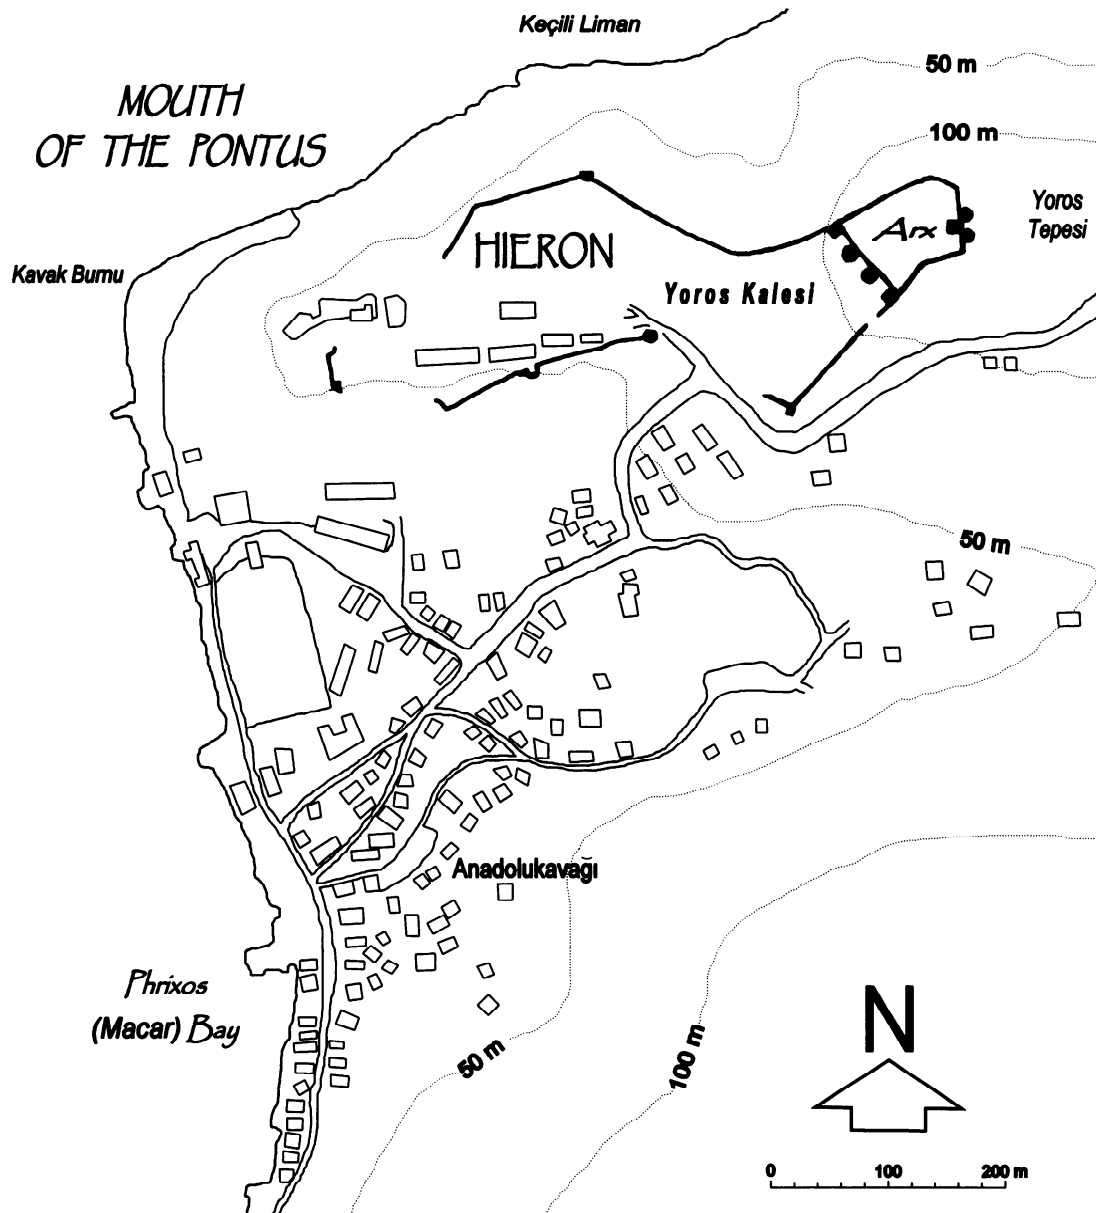 Keçili Liman
50 m
MOUTH
OF THE PONTUS
100 m
Yoros
Tepesi
Arx
HIERON
Kavak Burnu
Yoros Kalesi
50 m
Anadolukavağı
Phrixos
(Macar) Bay
50 m
100 m
N
0 100 200 m